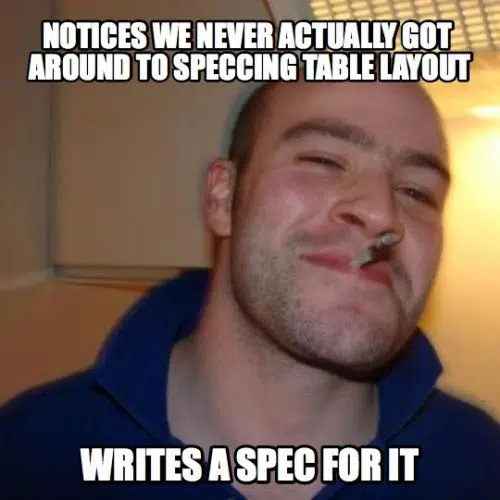 NOTICES WE NEVER ACTUALLY GOT
AROUND TO SPECCING TABLE LAYOUT
WRITES A SPEC FOR IT